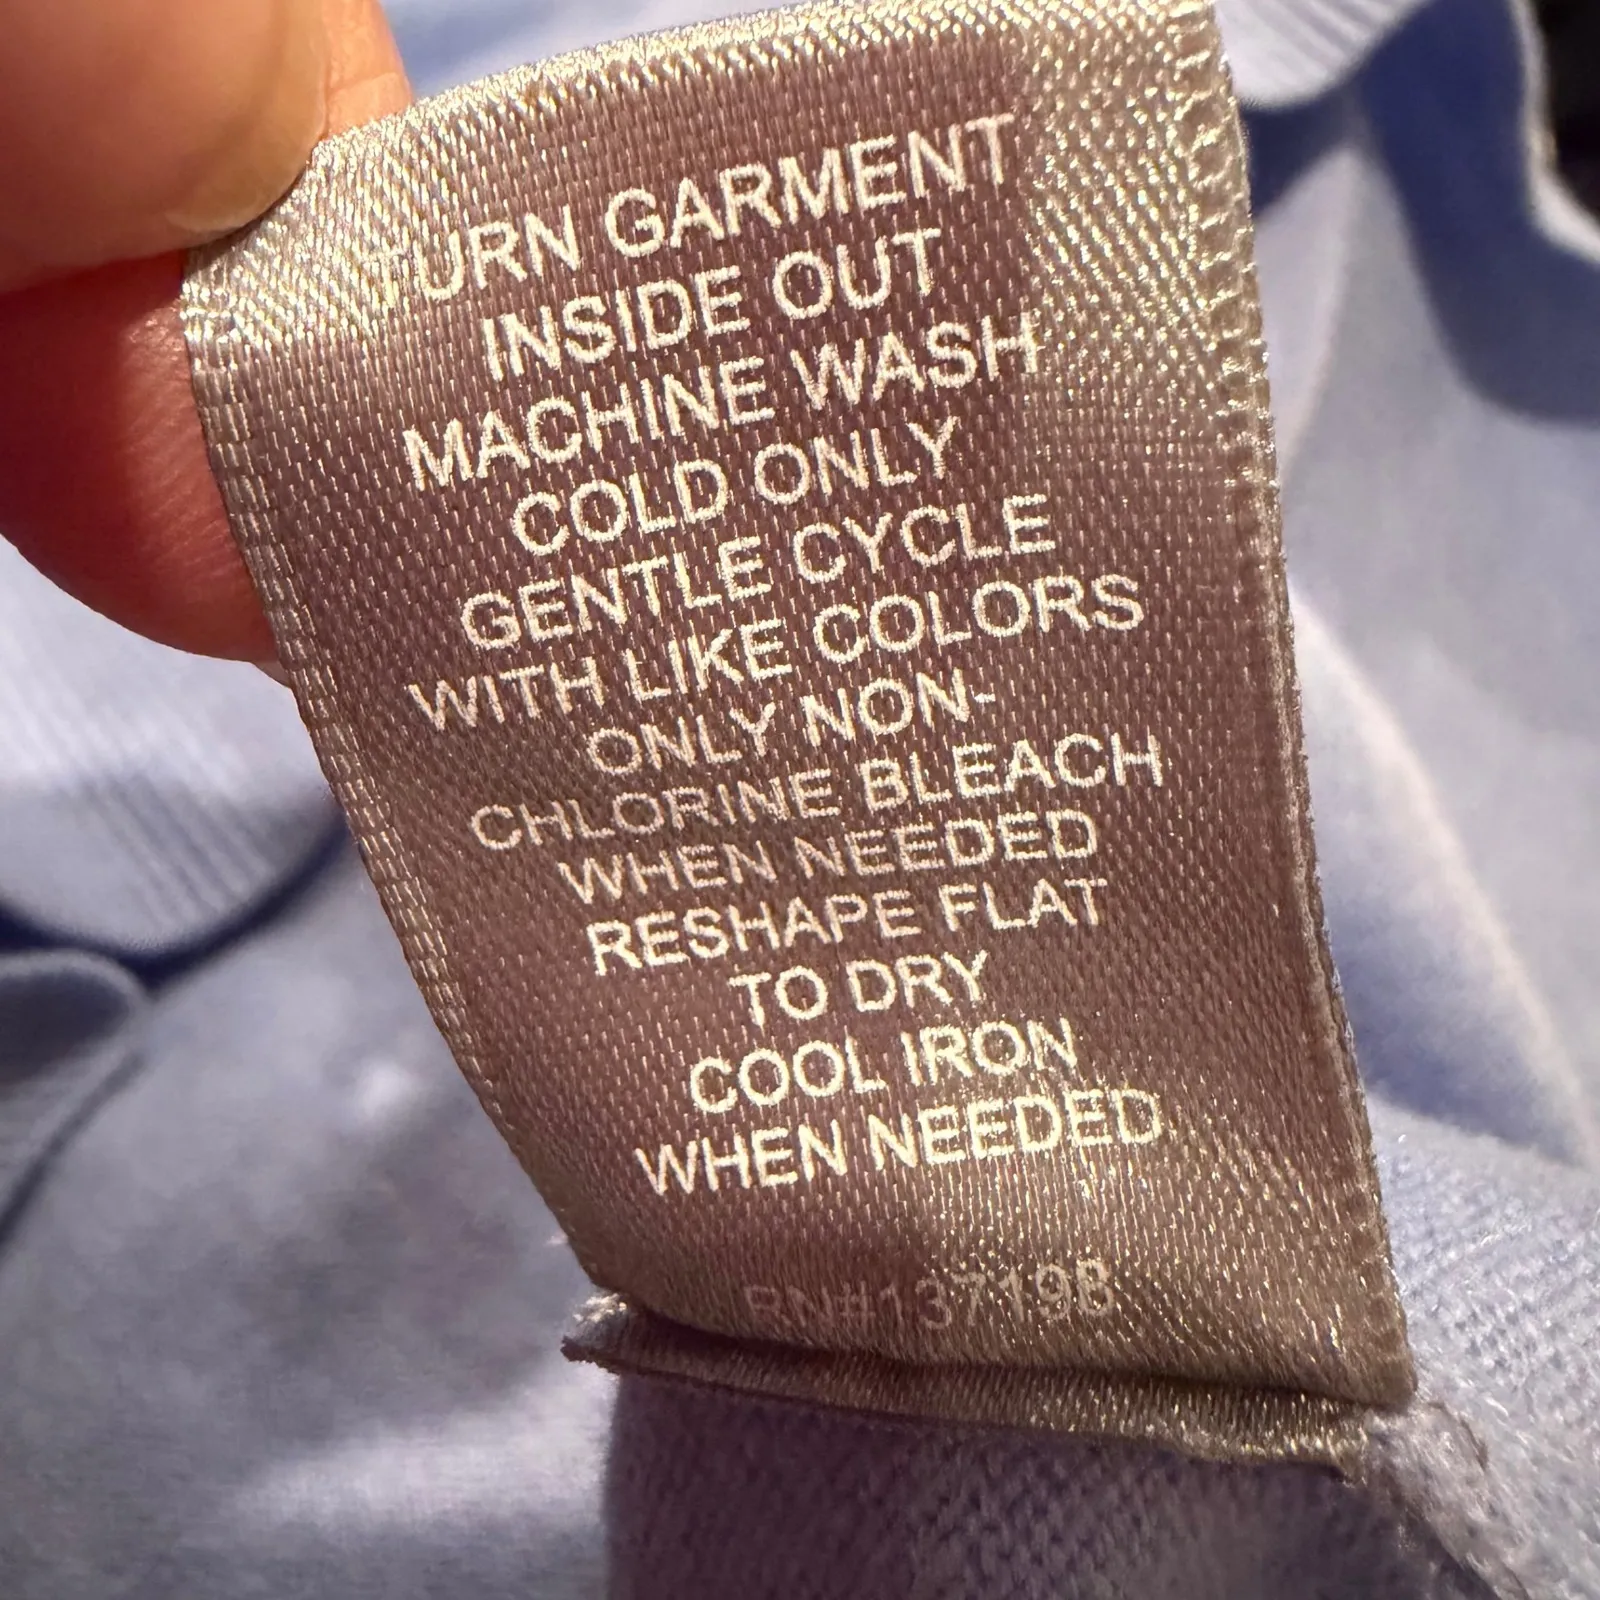 TURN GARMENT
INSIDE OUT
MACHINE WASH
COLD ONLY
GENTLE CYCLE
WITH LIKE COLORS
ONLY NON-
CHLORINE BLEACH
WHEN NEEDED
RESHAPE FLAT
TO DRY
COOL IRON
WHEN NEEDED
RN#137198